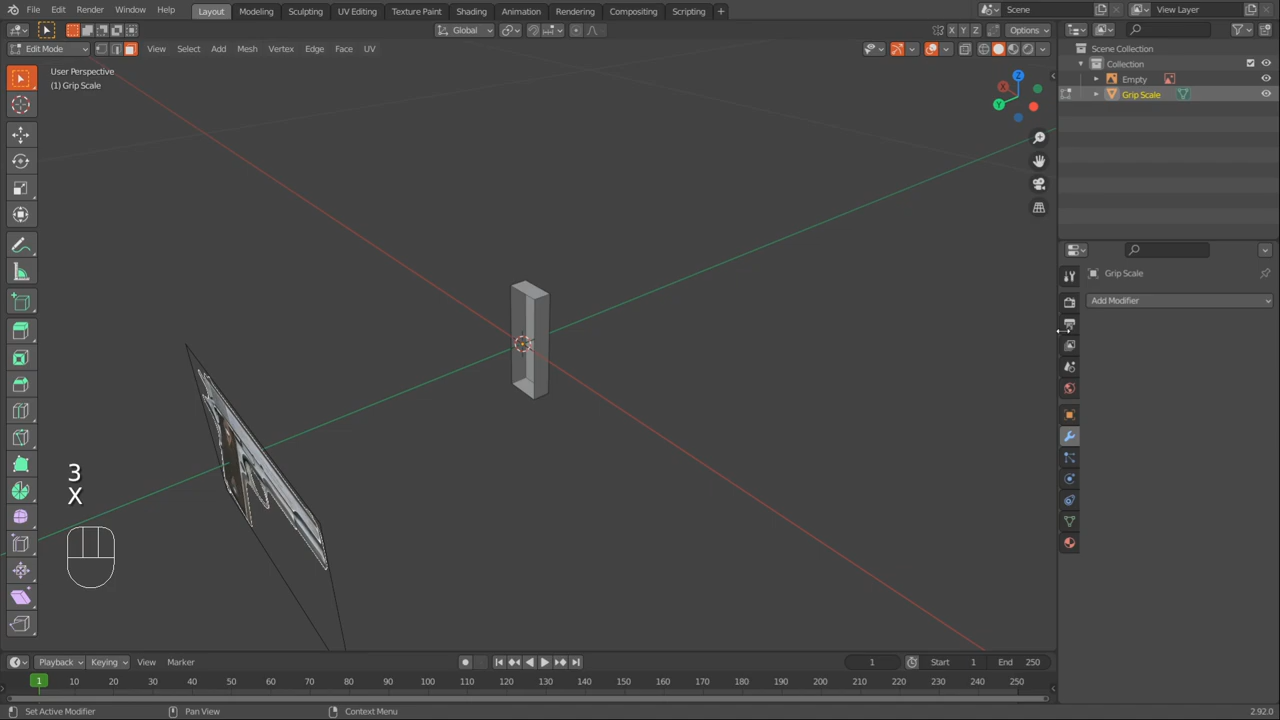 File Edit Render Window Help Layout Modeling Sculpting UV Editing Texture Paint Shading Animation Rendering Compositing Scripting + Scene View Layer
Global X Y Z Options
Edit Mode View Select Add Mesh Vertex Edge Face UV
User Perspective
(1) Grip Scale
Scene Collection
Collection
Empty
Grip Scale
X
Z
Y
Grip Scale
Add Modifier
3
X
Playback Keying View Marker 1 Start 1 End 250
1 10 20 30 40 50 60 70 80 90 100 110 120 130 140 150 160 170 180 190 200 210 220 230 240 250
Set Active Modifier Pan View Context Menu 2.92.0